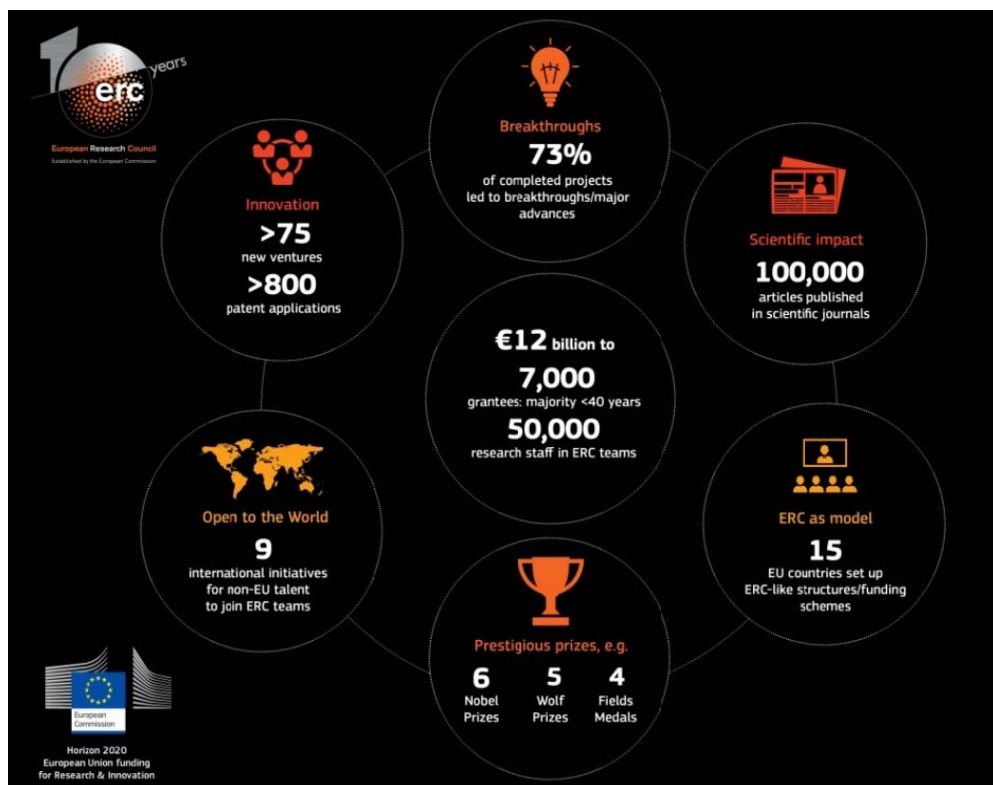 10
years
erc
European Research Council
Established by the European Commission
Breakthroughs
73%
of completed projects
led to breakthroughs/major
advances
Innovation
>75
new ventures
>800
patent applications
Scientific impact
100,000
articles published
in scientific journals
€12 billion to
7,000
grantees: majority <40 years
50,000
research staff in ERC teams
Open to the World
9
international initiatives
for non-EU talent
to join ERC teams
ERC as model
15
EU countries set up
ERC-like structures/funding
schemes
Prestigious prizes, e.g.
6 5 4
Nobel Wolf Fields
Prizes Prizes Medals
European
Commission
Horizon 2020
European Union funding
for Research & Innovation